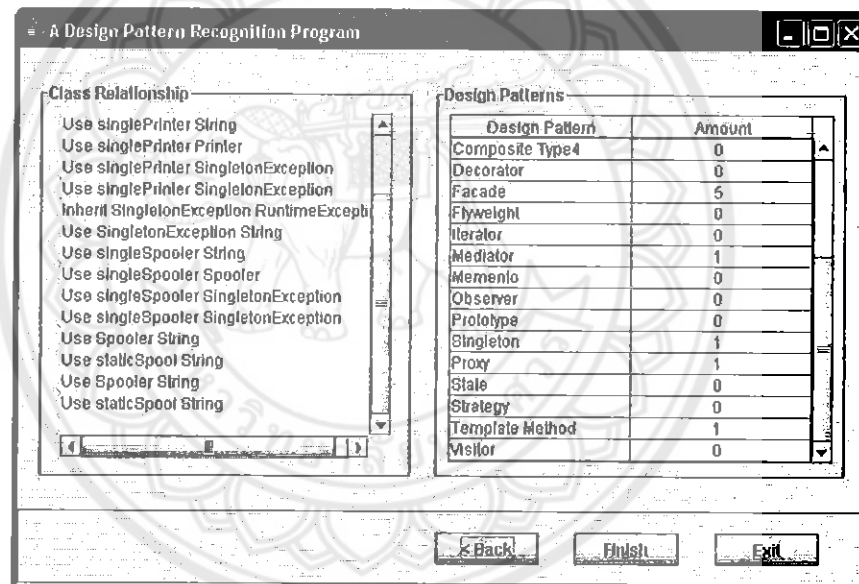 A Design Pattern Recognition Program
Class Relationship
Use singlePrinter String
Use singlePrinter Printer
Use singlePrinter SingletonException
Use singlePrinter SingletonException
Inherit SingletonException RuntimeExcepti
Use SingletonException String
Use singleSpooler String
Use singleSpooler Spooler
Use singleSpooler SingletonException
Use singleSpooler SingletonException
Use Spooler String
Use staticSpool String
Use Spooler String
Use staticSpool String
Design Patterns
Design Pattern Amount
Composite Type4 0
Decorator 0
Facade 5
Flyweight 0
Iterator 0
Mediator 1
Memento 0
Observer 0
Prototype 0
Singleton 1
Proxy 1
State 0
Strategy 0
Template Method 1
Visitor 0
< Back Finish Exit